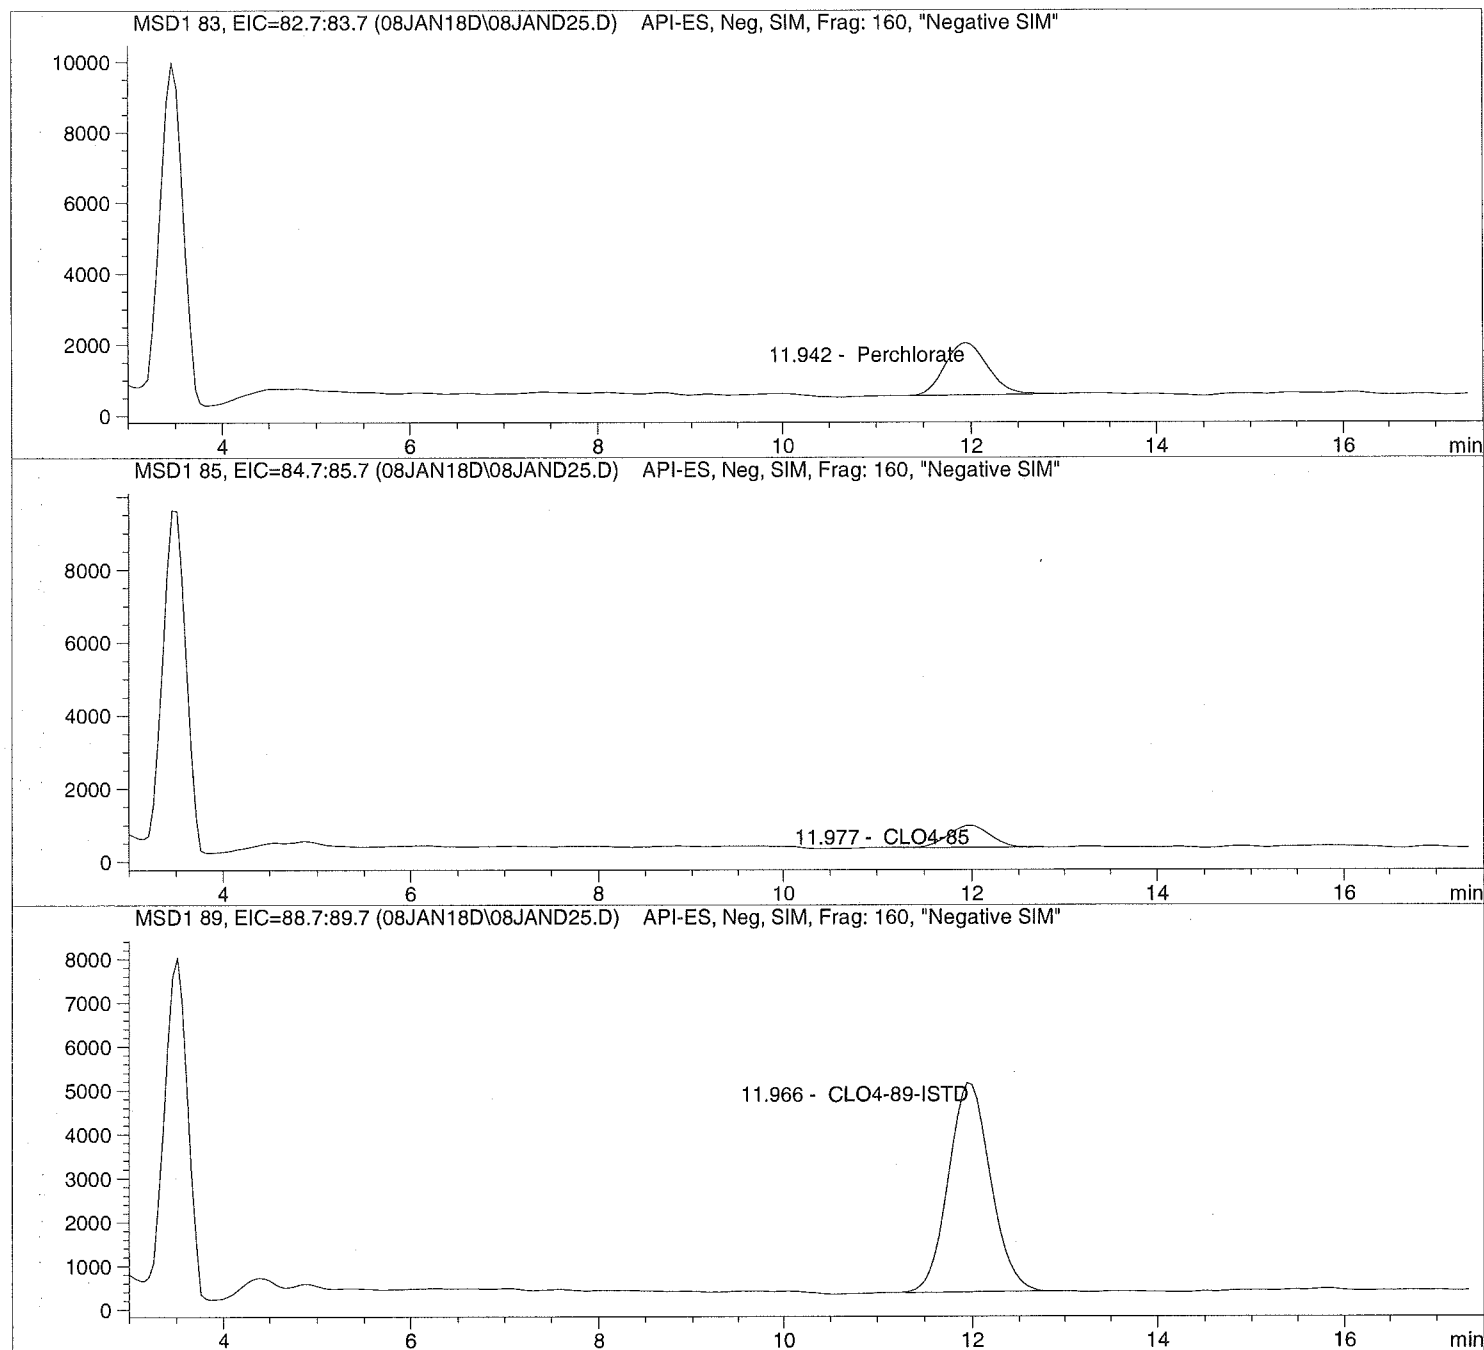 MSD1 83, EIC=82.7:83.7 (08JAN18D\08JAND25.D) API-ES, Neg, SIM, Frag: 160, "Negative SIM"
10000
8000
6000
4000
2000
0
11.942 - Perchlorate
4 6 8 10 12 14 16 min
MSD1 85, EIC=84.7:85.7 (08JAN18D\08JAND25.D) API-ES, Neg, SIM, Frag: 160, "Negative SIM"
8000
6000
4000
2000
0
11.977 - CLO4-85
4 6 8 10 12 14 16 min
MSD1 89, EIC=88.7:89.7 (08JAN18D\08JAND25.D) API-ES, Neg, SIM, Frag: 160, "Negative SIM"
8000
7000
6000
5000
4000
3000
2000
1000
0
11.966 - CLO4-89-ISTD
4 6 8 10 12 14 16 min